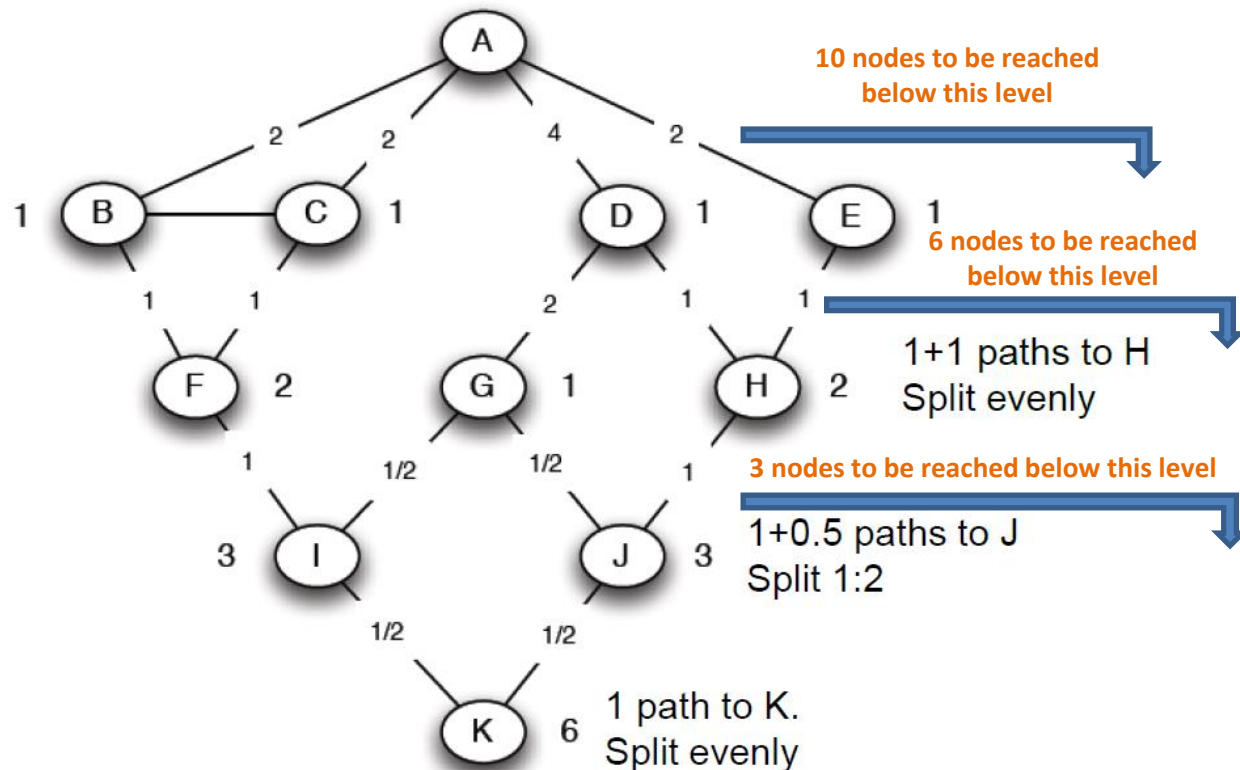 A
10 nodes to be reached
below this level
2
2
4
2
1
B
C
1
D
1
E
1
6 nodes to be reached
below this level
1
1
2
1
1
1+1 paths to H
Split evenly
F
2
G
1
H
2
1
1/2
1/2
1
3 nodes to be reached below this level
1+0.5 paths to J
Split 1:2
3
I
J
3
1/2
1/2
1 path to K.
Split evenly
K
6